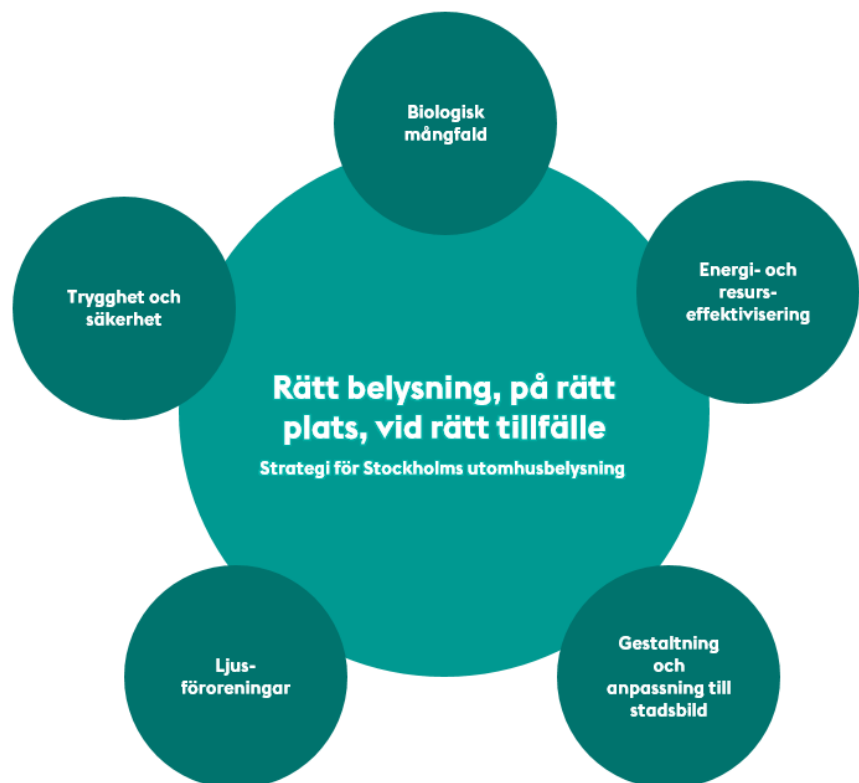 Biologisk
mångfald
Energi- och
resurs-
effektivisering
Trygghet och
säkerhet
Rätt belysning, på rätt
plats, vid rätt tillfälle
Strategi för Stockholms utomhusbelysning
Ljus-
föroreningar
Gestaltning
och
anpassning till
stadsbild